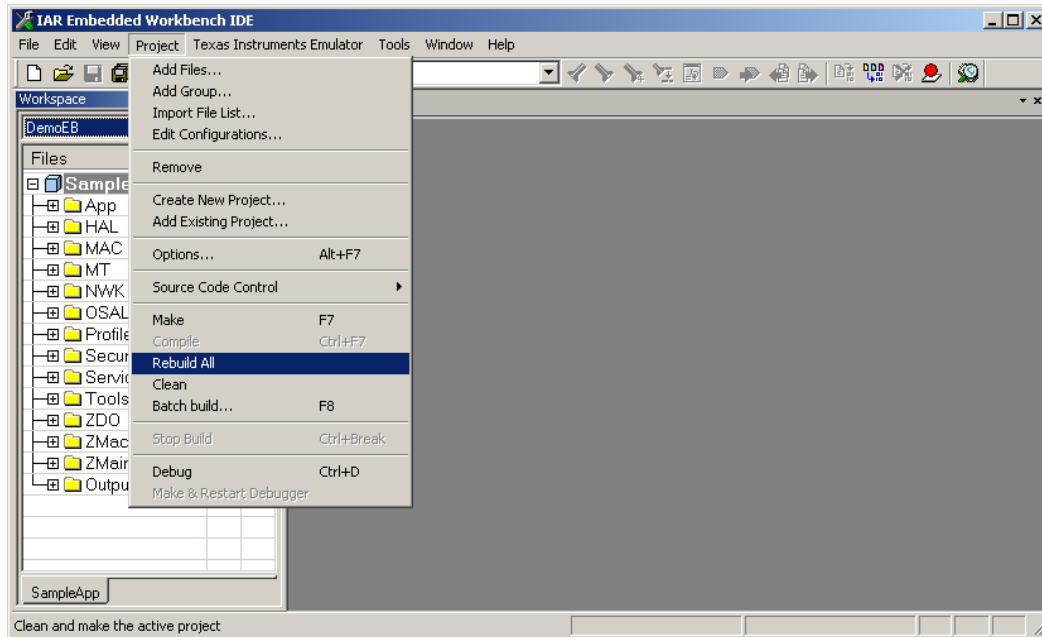 IAR Embedded Workbench IDE
File Edit View Project Texas Instruments Emulator Tools Window Help
Workspace
DemoEB
Files
Sample
App
HAL
MAC
MT
NWK
OSAL
Profile
Secur
Servic
Tools
ZDO
ZMac
ZMain
Outpu
SampleApp
Add Files...
Add Group...
Import File List...
Edit Configurations...
Remove
Create New Project...
Add Existing Project...
Options... Alt+F7
Source Code Control
Make F7
Compile Ctrl+F7
Rebuild All
Clean
Batch build... F8
Stop Build Ctrl+Break
Debug Ctrl+D
Make & Restart Debugger
Clean and make the active project